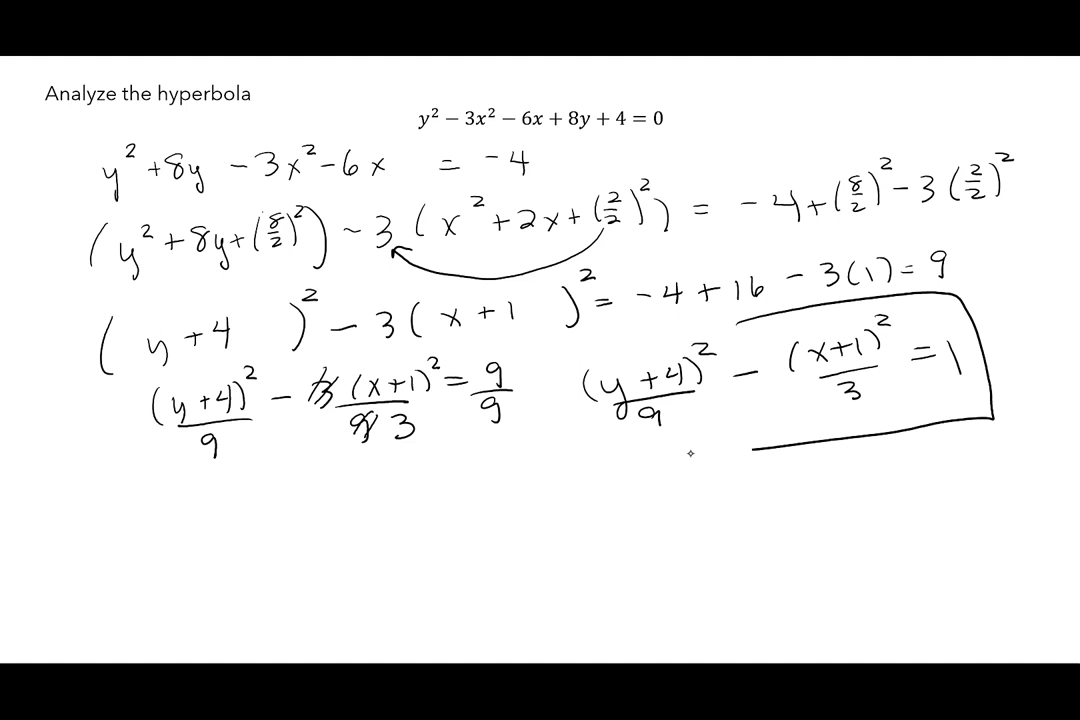 Analyze the hyperbola
y² − 3x² − 6x + 8y + 4 = 0
y² + 8y − 3x² − 6x = −4
(y² + 8y + (8/2)²) − 3(x² + 2x + (2/2)²) = −4 + (8/2)² − 3(2/2)²
(y + 4)² − 3(x + 1)² = −4 + 16 − 3(1) = 9
(y + 4)²/9 − 3(x + 1)²/9 3 = 9/9
(y + 4)²/9 − (x + 1)²/3 = 1